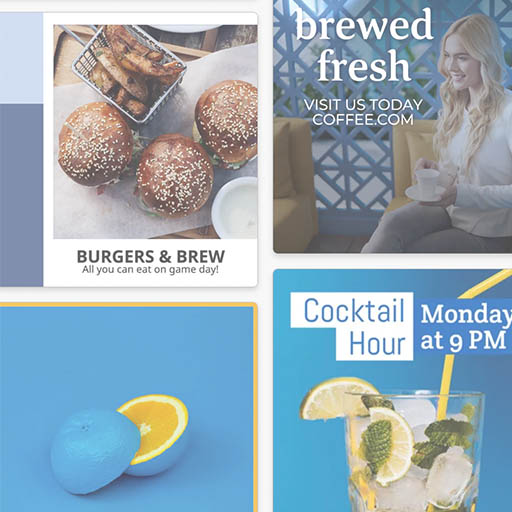 brewed
fresh
VISIT US TODAY
COFFEE.COM
BURGERS & BREW
All you can eat on game day!
Cocktail
Hour
Monday
at 9 PM